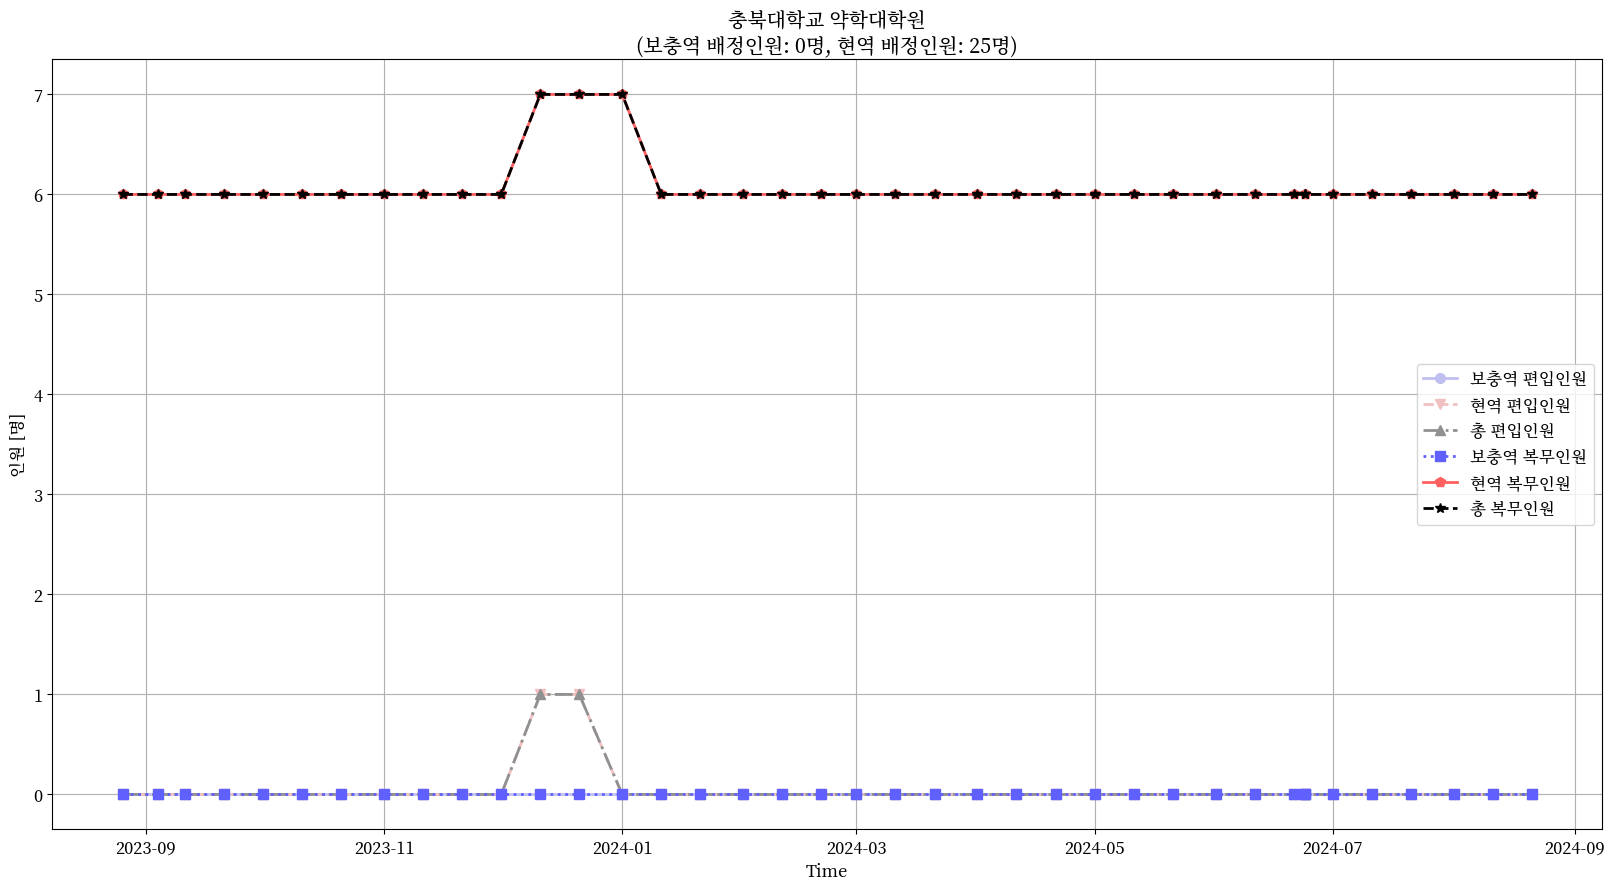 충북대학교 약학대학원
(보충역 배정인원: 0명, 현역 배정인원: 25명)
인원 [명]
7
6
5
4
3
2
1
0
보충역 편입인원
현역 편입인원
총 편입인원
보충역 복무인원
현역 복무인원
총 복무인원
2023-09
2023-11
2024-01
2024-03
2024-05
2024-07
2024-09
Time